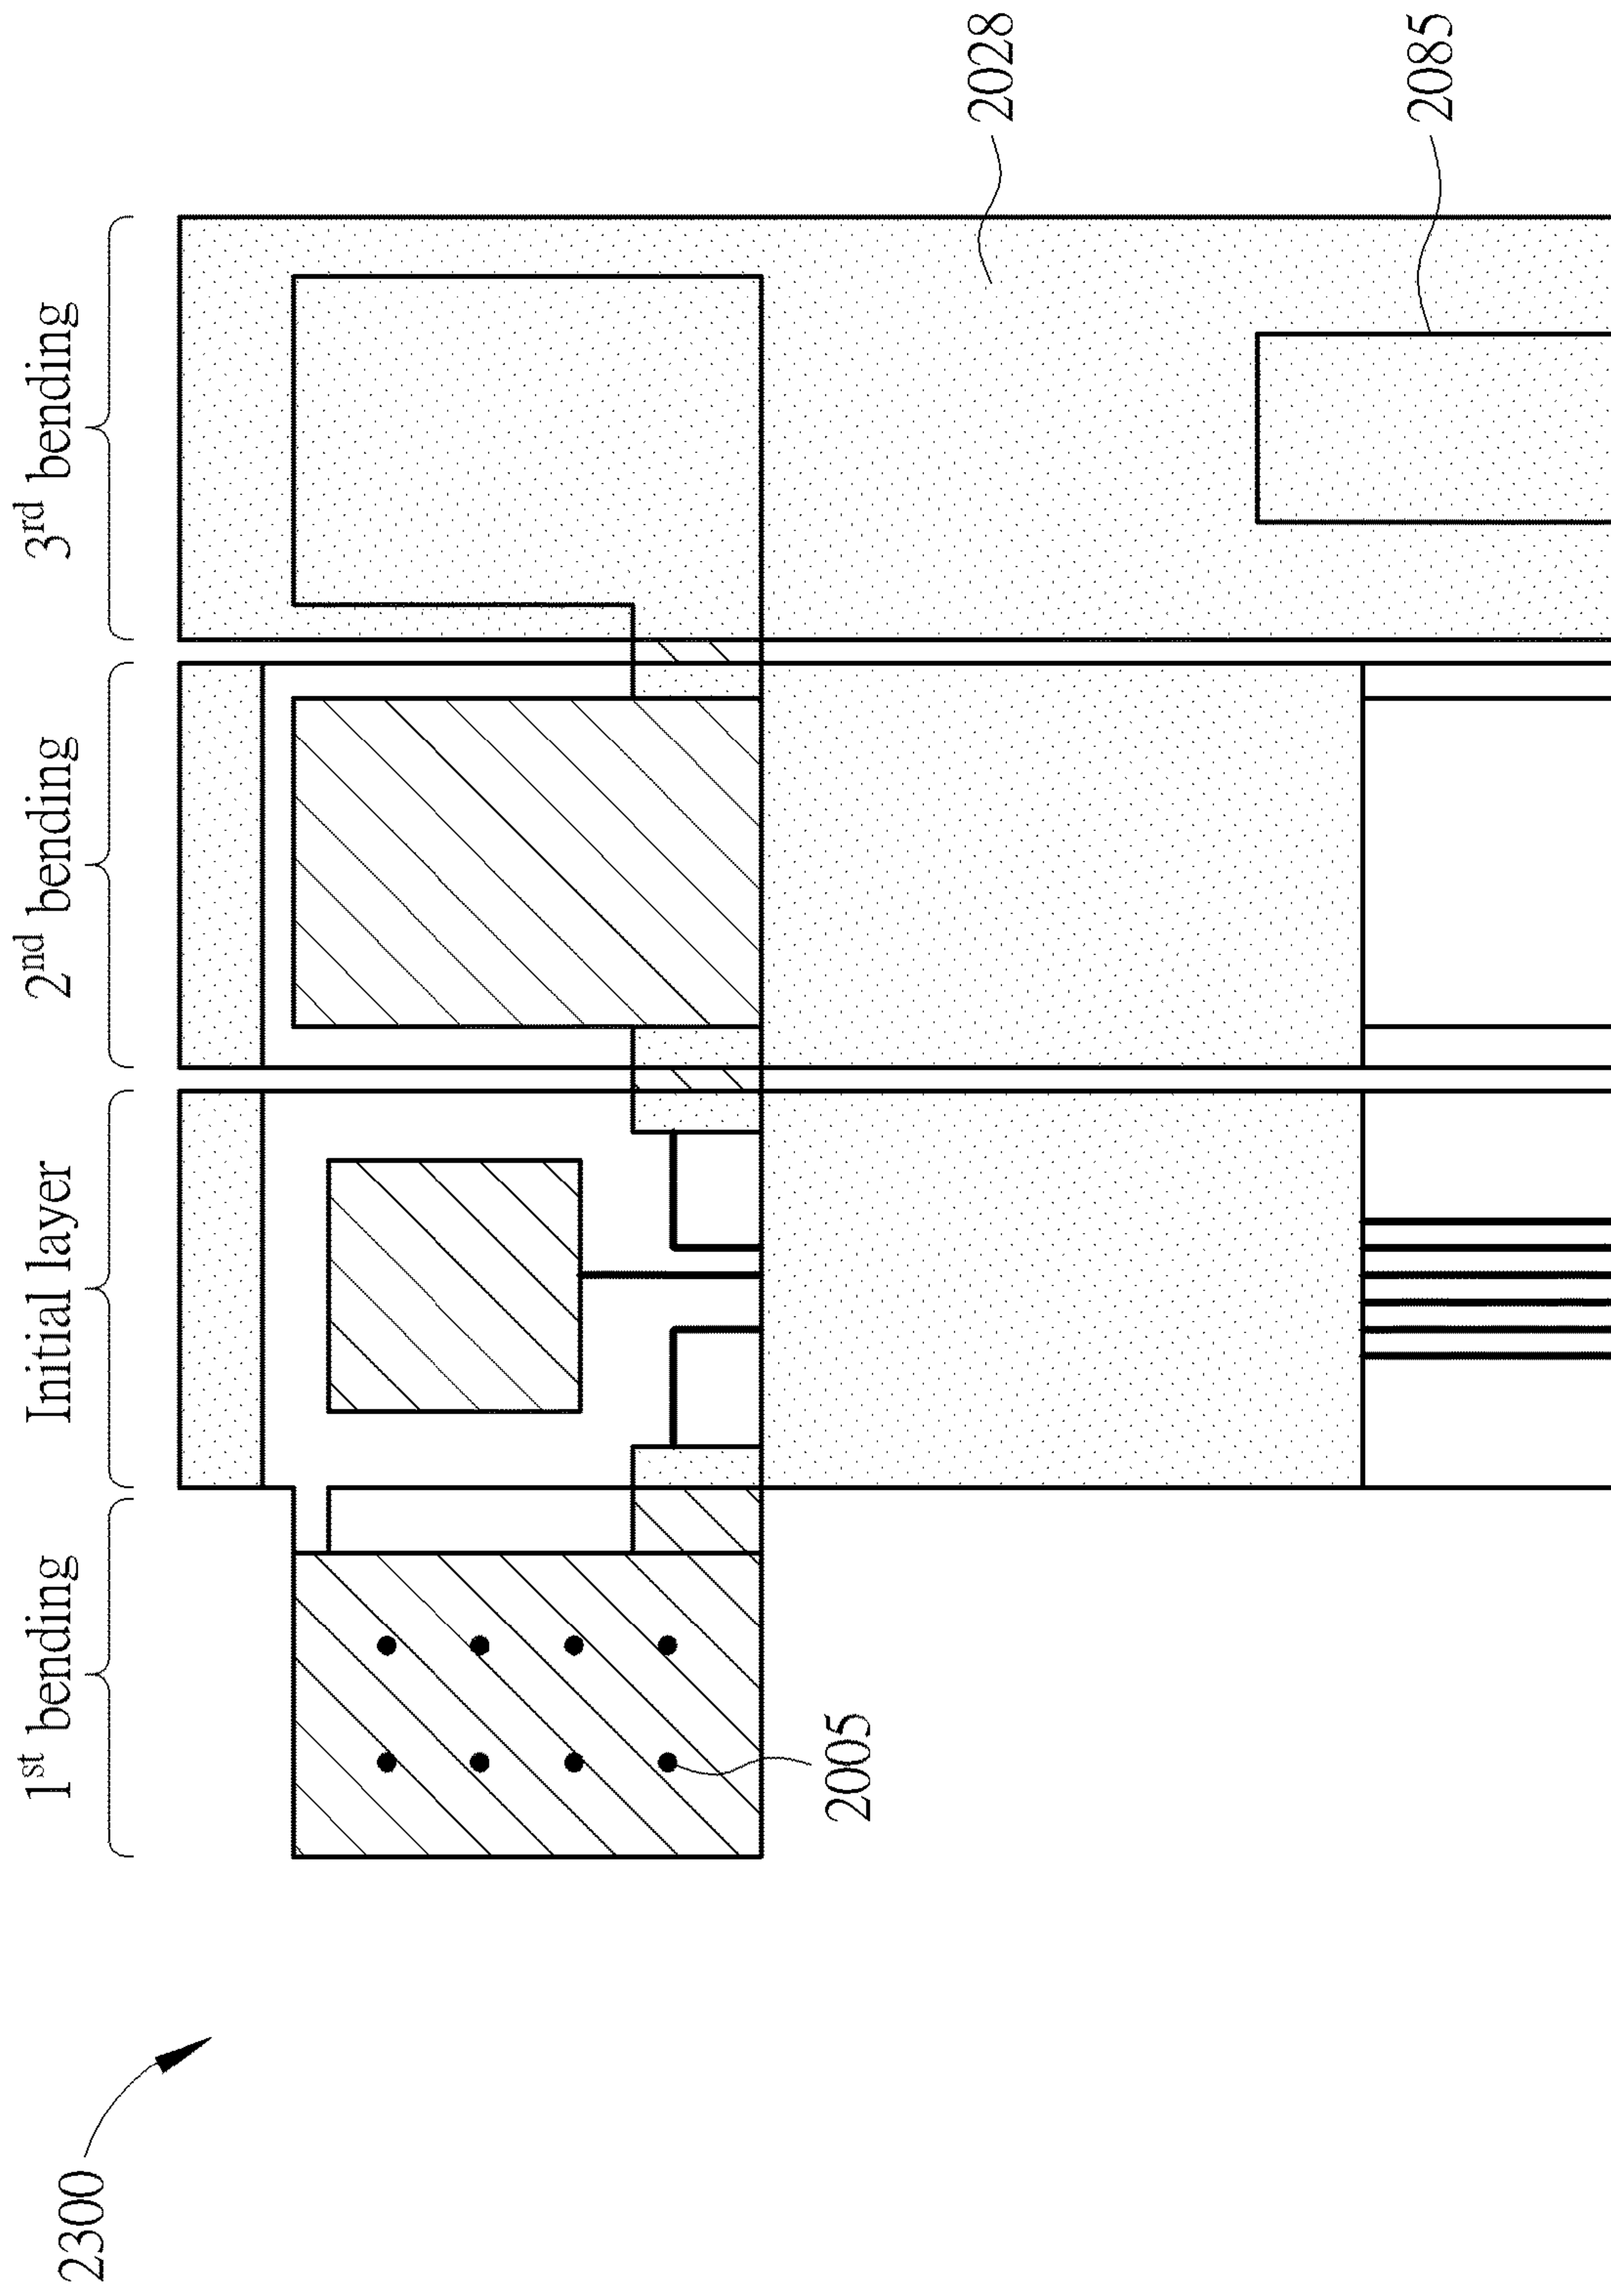 2300
1st bending
Initial layer
2nd bending
3rd bending
2005
2028
2085